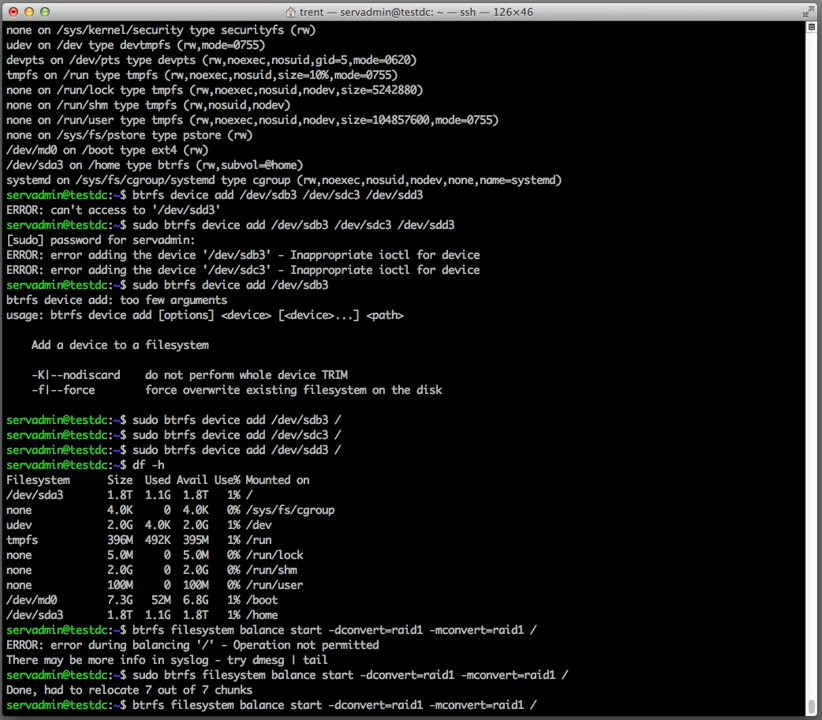 trent — servadmin@testdc: ~ — ssh — 126×46
none on /sys/kernel/security type securityfs (rw)
udev on /dev type devtmpfs (rw,mode=0755)
devpts on /dev/pts type devpts (rw,noexec,nosuid,gid=5,mode=0620)
tmpfs on /run type tmpfs (rw,noexec,nosuid,size=10%,mode=0755)
none on /run/lock type tmpfs (rw,noexec,nosuid,nodev,size=5242880)
none on /run/shm type tmpfs (rw,nosuid,nodev)
none on /run/user type tmpfs (rw,noexec,nosuid,nodev,size=104857600,mode=0755)
none on /sys/fs/pstore type pstore (rw)
/dev/md0 on /boot type ext4 (rw)
/dev/sda3 on /home type btrfs (rw,subvol=@home)
systemd on /sys/fs/cgroup/systemd type cgroup (rw,noexec,nosuid,nodev,none,name=systemd)
servadmin@testdc:~$ btrfs device add /dev/sdb3 /dev/sdc3 /dev/sdd3
ERROR: can't access to '/dev/sdd3'
servadmin@testdc:~$ sudo btrfs device add /dev/sdb3 /dev/sdc3 /dev/sdd3
[sudo] password for servadmin:
ERROR: error adding the device '/dev/sdb3' - Inappropriate ioctl for device
ERROR: error adding the device '/dev/sdc3' - Inappropriate ioctl for device
servadmin@testdc:~$ sudo btrfs device add /dev/sdb3
btrfs device add: too few arguments
usage: btrfs device add [options] <device> [<device>...] <path>
Add a device to a filesystem
-K|--nodiscard    do not perform whole device TRIM
-f|--force        force overwrite existing filesystem on the disk
servadmin@testdc:~$ sudo btrfs device add /dev/sdb3 /
servadmin@testdc:~$ sudo btrfs device add /dev/sdc3 /
servadmin@testdc:~$ sudo btrfs device add /dev/sdd3 /
servadmin@testdc:~$ df -h
Filesystem      Size  Used Avail Use% Mounted on
/dev/sda3       1.8T  1.1G  1.8T   1% /
none            4.0K     0  4.0K   0% /sys/fs/cgroup
udev            2.0G  4.0K  2.0G   1% /dev
tmpfs           396M  492K  395M   1% /run
none            5.0M     0  5.0M   0% /run/lock
none            2.0G     0  2.0G   0% /run/shm
none            100M     0  100M   0% /run/user
/dev/md0        7.3G   52M  6.8G   1% /boot
/dev/sda3       1.8T  1.1G  1.8T   1% /home
servadmin@testdc:~$ btrfs filesystem balance start -dconvert=raid1 -mconvert=raid1 /
ERROR: error during balancing '/' - Operation not permitted
There may be more info in syslog - try dmesg | tail
servadmin@testdc:~$ sudo btrfs filesystem balance start -dconvert=raid1 -mconvert=raid1 /
Done, had to relocate 7 out of 7 chunks
servadmin@testdc:~$ btrfs filesystem balance start -dconvert=raid1 -mconvert=raid1 /